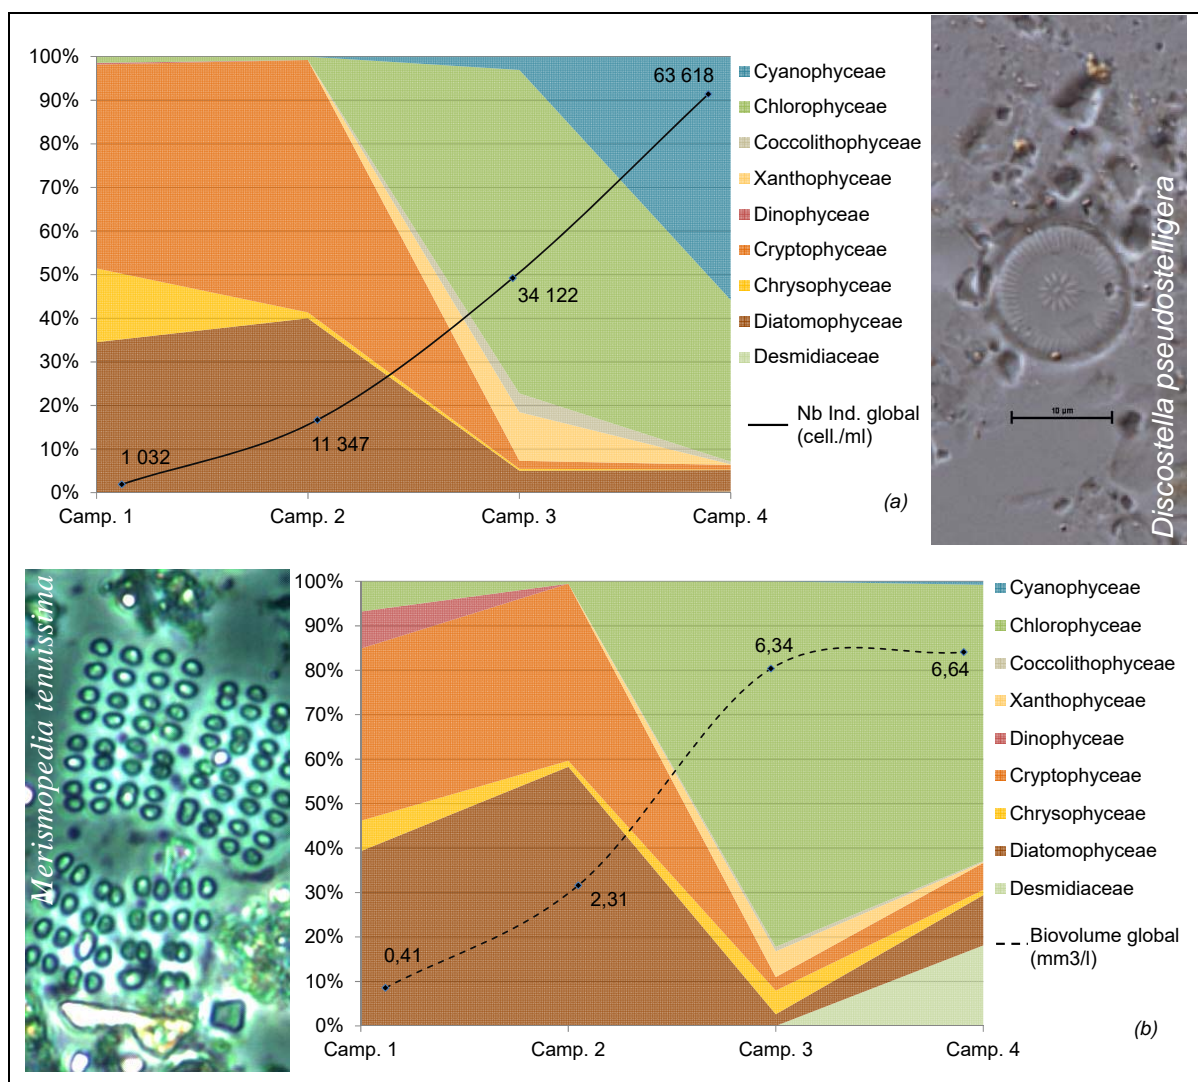 100%
90%
80%
70%
60%
50%
40%
30%
20%
10%
0%
Camp. 1
Camp. 2
Camp. 3
Camp. 4
1 032
11 347
34 122
63 618
Cyanophyceae
Chlorophyceae
Coccolithophyceae
Xanthophyceae
Dinophyceae
Cryptophyceae
Chrysophyceae
Diatomophyceae
Desmidiaceae
Nb Ind. global
(cell./ml)
(a)
10 µm
Discostella pseudostelligera
Merismopedia tenuissima
100%
90%
80%
70%
60%
50%
40%
30%
20%
10%
0%
Camp. 1
Camp. 2
Camp. 3
Camp. 4
0,41
2,31
6,34
6,64
Cyanophyceae
Chlorophyceae
Coccolithophyceae
Xanthophyceae
Dinophyceae
Cryptophyceae
Chrysophyceae
Diatomophyceae
Desmidiaceae
Biovolume global
(mm3/l)
(b)